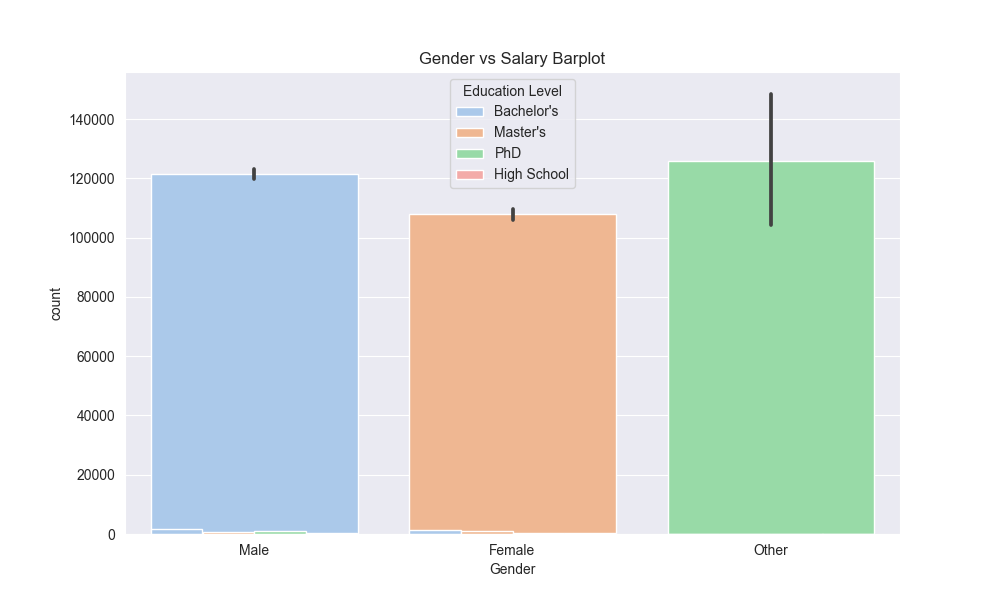 Gender vs Salary Barplot
Education Level
Bachelor's
Master's
PhD
High School
140000
120000
100000
80000
60000
40000
20000
0
count
Male Female Other
Gender